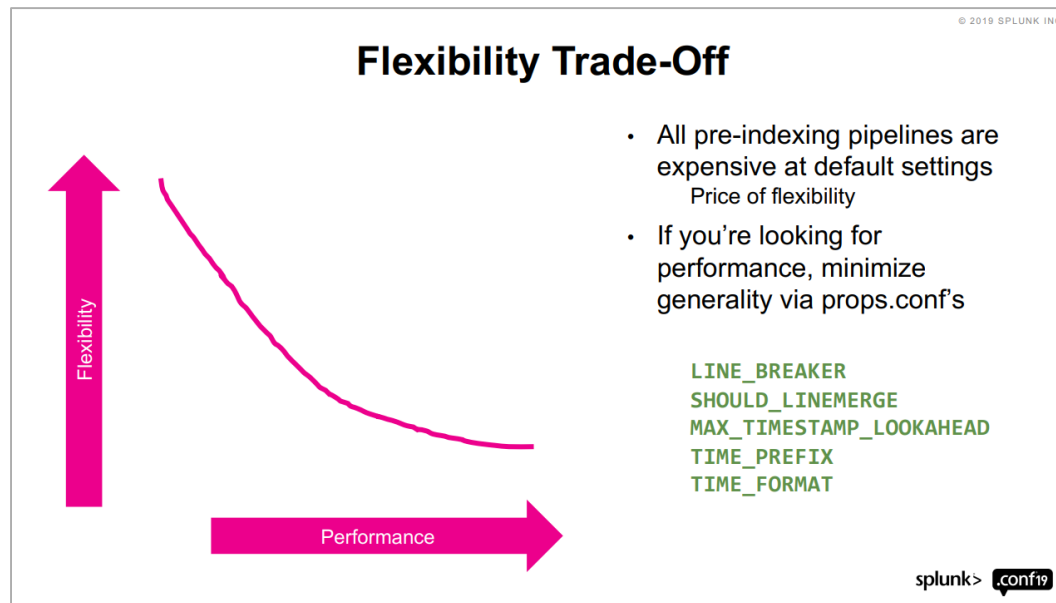 © 2019 SPLUNK INC
Flexibility Trade-Off
Flexibility
Performance
• All pre-indexing pipelines are
expensive at default settings
Price of flexibility
• If you’re looking for
performance, minimize
generality via props.conf’s
LINE_BREAKER
SHOULD_LINEMERGE
MAX_TIMESTAMP_LOOKAHEAD
TIME_PREFIX
TIME_FORMAT
splunk> .conf19